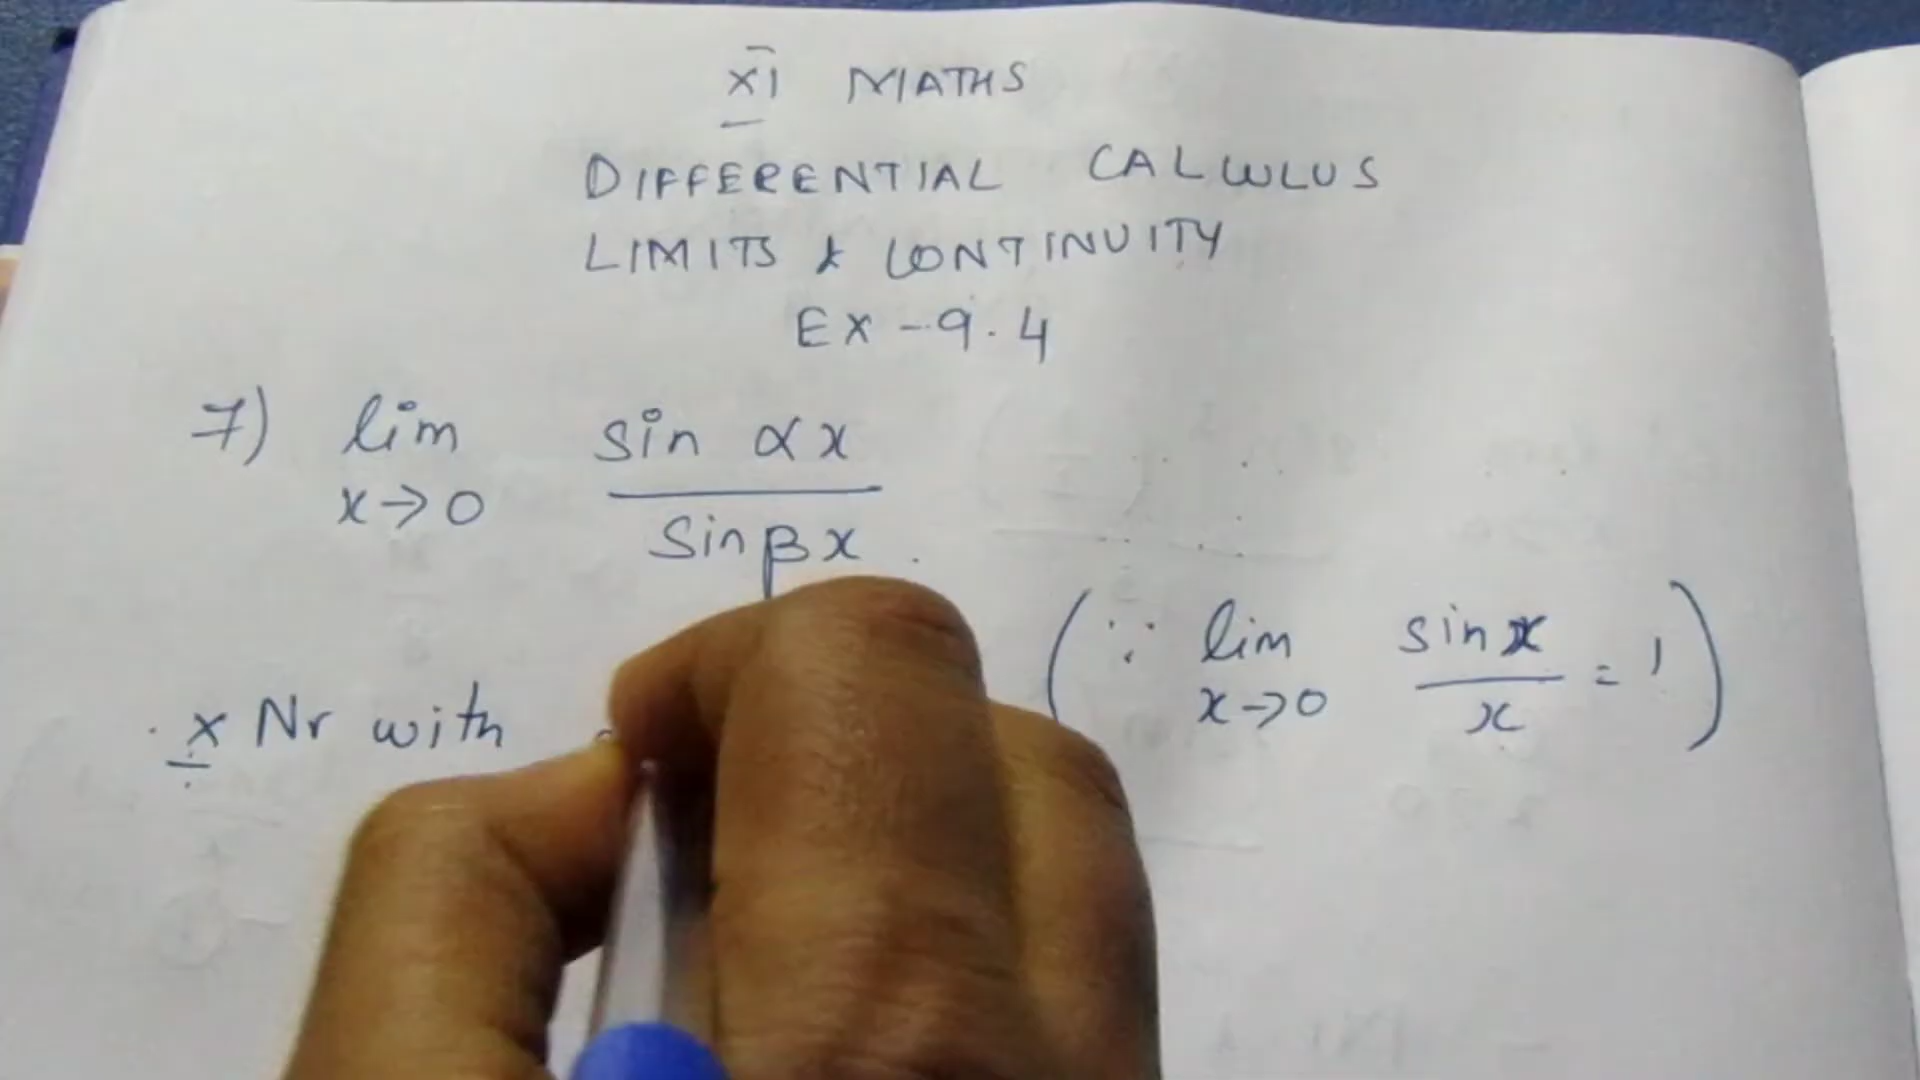 XI MATHS
DIFFERENTIAL CALCULUS
LIMITS & CONTINUITY
EX - 9.4
7) lim x→0 sin αx / sin βx.
(∵ lim x→0 sin x / x = 1)
× ÷ Nr with